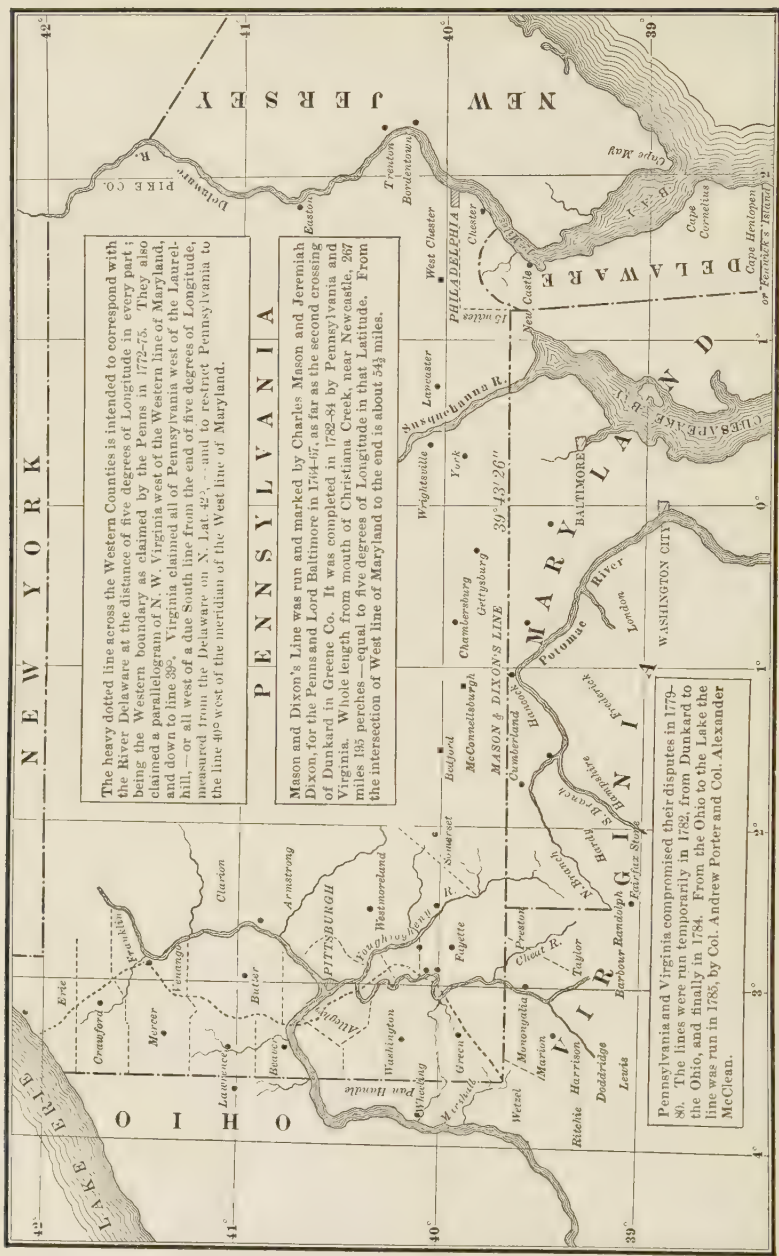 NEW YORK
PENNSYLVANIA
The heavy dotted line across the Western Counties is intended to correspond with
the River Delaware at the distance of five degrees of Longitude in every part;
being the Western boundary as claimed by the Penns in 1772-75. They also
claimed a parallelogram of N. W. Virginia west of the Western line of Maryland,
and down to line 39°. Virginia claimed all of Pennsylvania west of the Laurel-
hill, — or all west of a due South line from the end of five degrees of Longitude,
measured from the Delaware on N. Lat. 42°, - and to restrict Pennsylvania to
the line 40° west of the meridian of the West line of Maryland.
Mason and Dixon's Line was run and marked by Charles Mason and Jeremiah
Dixon, for the Penns and Lord Baltimore in 1764-67, as far as the second crossing
of Dunkard in Greene Co. It was completed in 1782-84 by Pennsylvania and
Virginia. Whole length from mouth of Christiana Creek, near Newcastle, 267
miles 195 perches — equal to five degrees of Longitude in that Latitude. From
the intersection of West line of Maryland to the end is about 54½ miles.
Pennsylvania and Virginia compromised their disputes in 1779-
80. The lines were run temporarily in 1782, from Dunkard to
the Ohio, and finally in 1784. From the Ohio to the Lake the
line was run in 1785, by Col. Andrew Porter and Col. Alexander
McClean.
LAKE ERIE
OHIO
NEW JERSEY
DELAWARE
MARYLAND
VIRGINIA
42°
41°
40°
39°
42°
41°
40°
39°
4°
3°
2°
1°
0°
1°
2
Erie
Crawford
Mercer
Lawrence
Beaver
Butler
Venango
Franklin
Clarion
Armstrong
PITTSBURGH
Alleghy
Westmoreland
Youghiogheny R.
Washington
Fayette
Green
Somerset
Bedford
McConnellsburgh
Chambersburg
Gettysburg
York
Wrightsville
Lancaster
Susquehannah R.
West Chester
PHILADELPHIA
Chester
15 miles
12 Miles
New Castle
Easton
Trenton
Bordentown
PIKE CO.
Delaware
R.
Pan Handle
Wheeling
Marshall
Wetzel
Monongalia
Marion
Harrison
Ritchie
Doddridge
Lewis
Taylor
Barbour
Randolph
Preston
Cheat R.
MASON & DIXON'S LINE
39° 43' 26"
Cumberland
Hancock
N. Branch
S. Branch
Hampshire
Hardy
Fairfax Stone
Frederick
Potomac
River
London
WASHINGTON CITY
BALTIMORE
CHESAPEAKE B'Y
BAY
Cape May
Cape Cornelius
Cape Henlopen
or Fenwick's Island